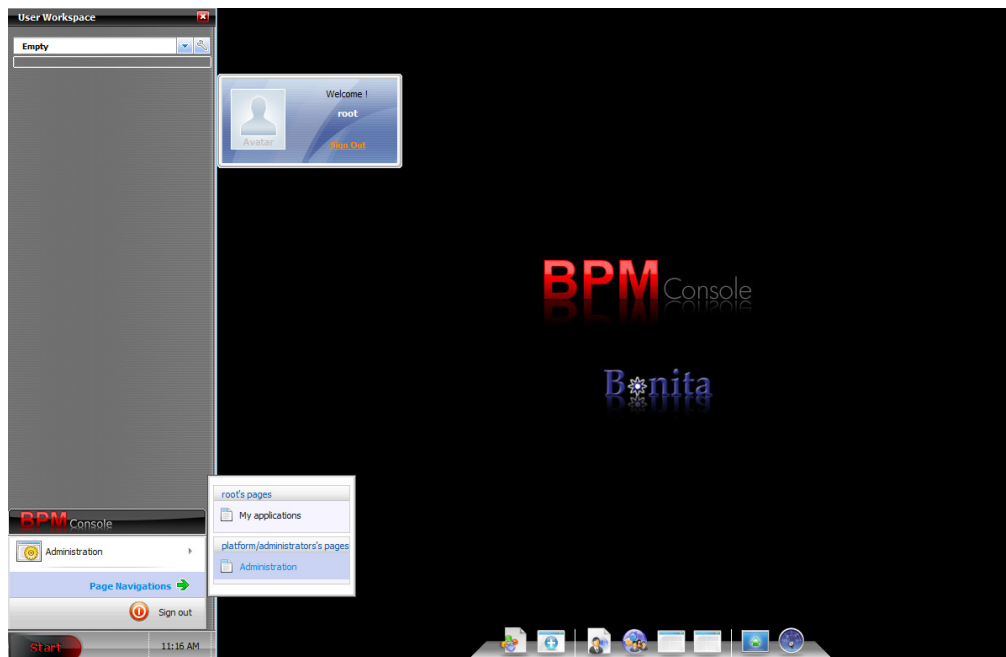 User Workspace
Empty
Welcome !
root
Avatar
Sign Out
BPM Console
Bonita
root's pages
My applications
platform/administrators's pages
Administration
BPM Console
Administration
Page Navigations
Sign out
Start
11:16 AM